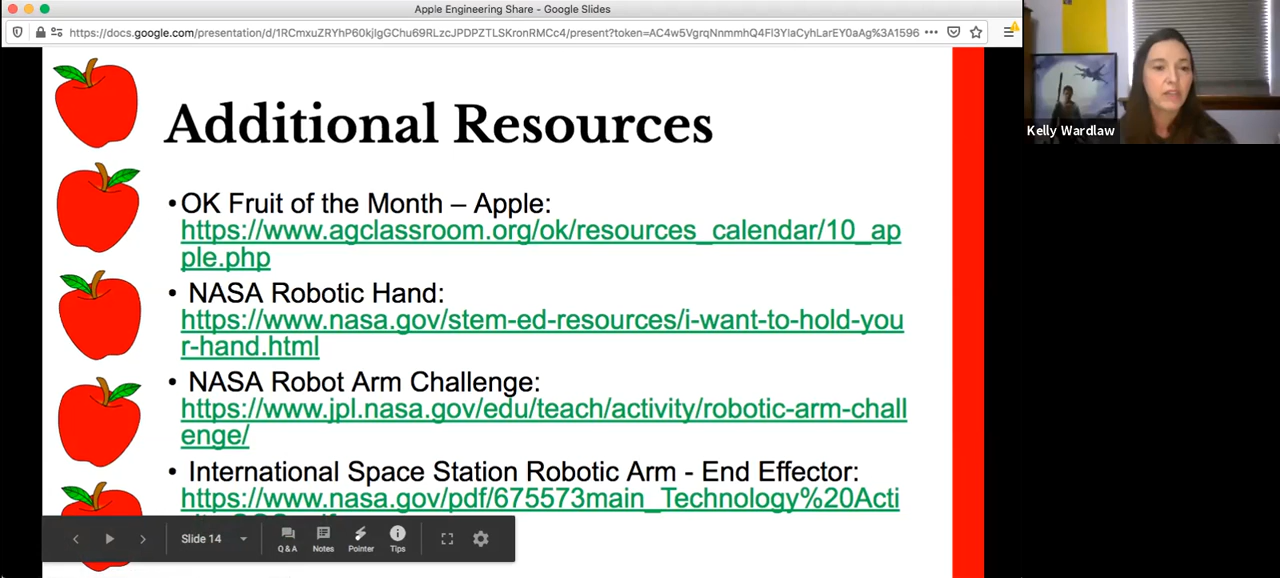 Apple Engineering Share - Google Slides
https://docs.google.com/presentation/d/1RCmxuZRYhP60kjIgGChu69RLzcJPDPZTLSKronRMCc4/present?token=AC4w5VgrqNnmmhQ4Fl3YlaCyhLarEY0aAg%3A1596
Kelly Wardlaw
Additional Resources
•OK Fruit of the Month – Apple:
https://www.agclassroom.org/ok/resources_calendar/10_ap
ple.php
• NASA Robotic Hand:
https://www.nasa.gov/stem-ed-resources/i-want-to-hold-you
r-hand.html
• NASA Robot Arm Challenge:
https://www.jpl.nasa.gov/edu/teach/activity/robotic-arm-chall
enge/
• International Space Station Robotic Arm - End Effector:
https://www.nasa.gov/pdf/675573main_Technology%20Acti
Slide 14
Q & A
Notes
Pointer
Tips